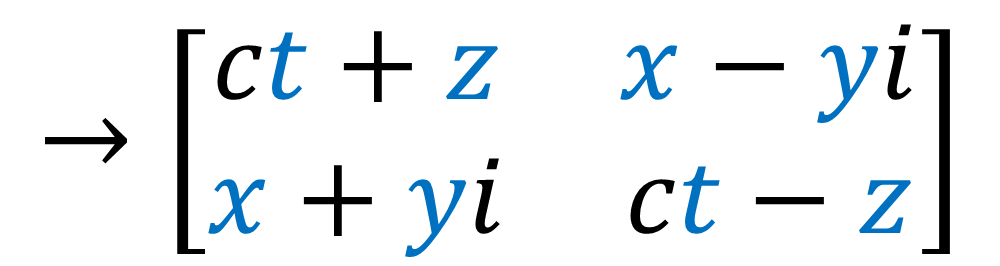 → [ct + z x − yi
x + yi ct − z]